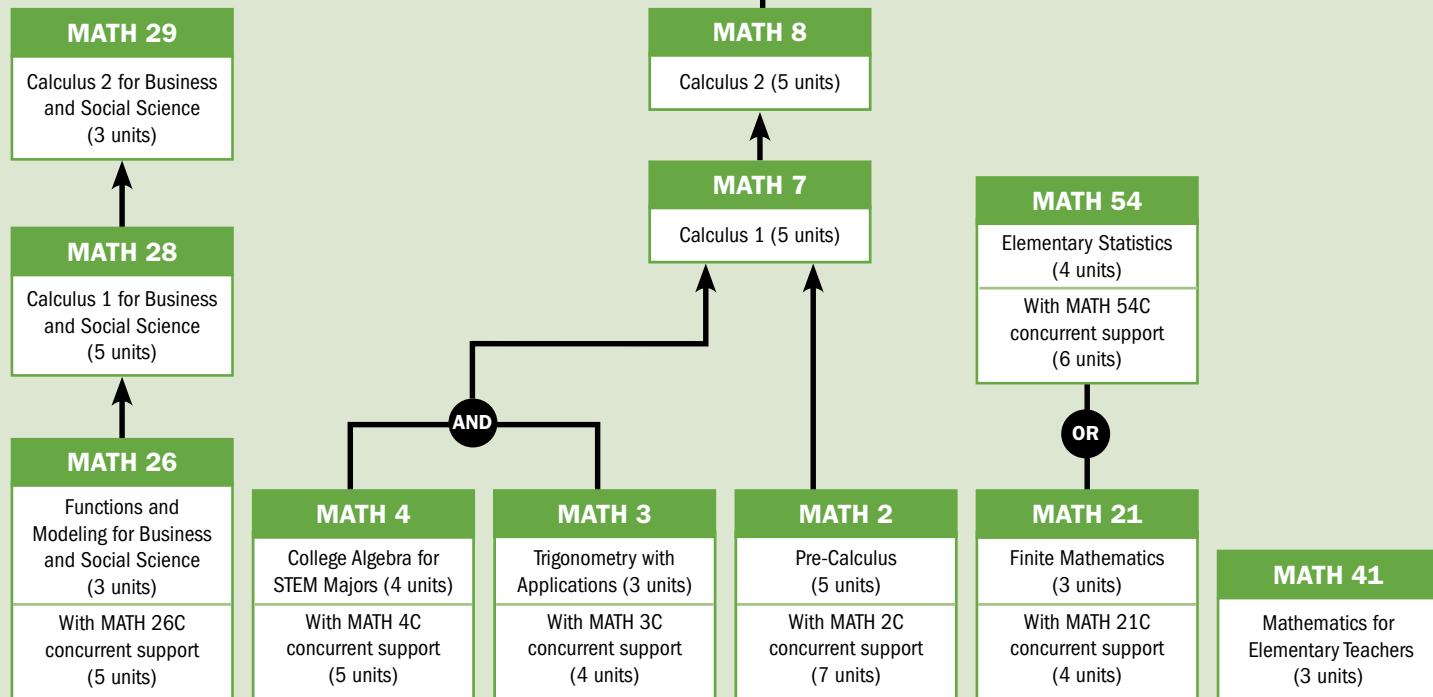 MATH 29
Calculus 2 for Business
and Social Science
(3 units)
MATH 8
Calculus 2 (5 units)
MATH 7
Calculus 1 (5 units)
MATH 54
Elementary Statistics
(4 units)
With MATH 54C
concurrent support
(6 units)
MATH 28
Calculus 1 for Business
and Social Science
(5 units)
AND
OR
MATH 26
Functions and
Modeling for Business
and Social Science
(3 units)
With MATH 26C
concurrent support
(5 units)
MATH 4
College Algebra for
STEM Majors (4 units)
With MATH 4C
concurrent support
(5 units)
MATH 3
Trigonometry with
Applications (3 units)
With MATH 3C
concurrent support
(4 units)
MATH 2
Pre-Calculus
(5 units)
With MATH 2C
concurrent support
(7 units)
MATH 21
Finite Mathematics
(3 units)
With MATH 21C
concurrent support
(4 units)
MATH 41
Mathematics for
Elementary Teachers
(3 units)